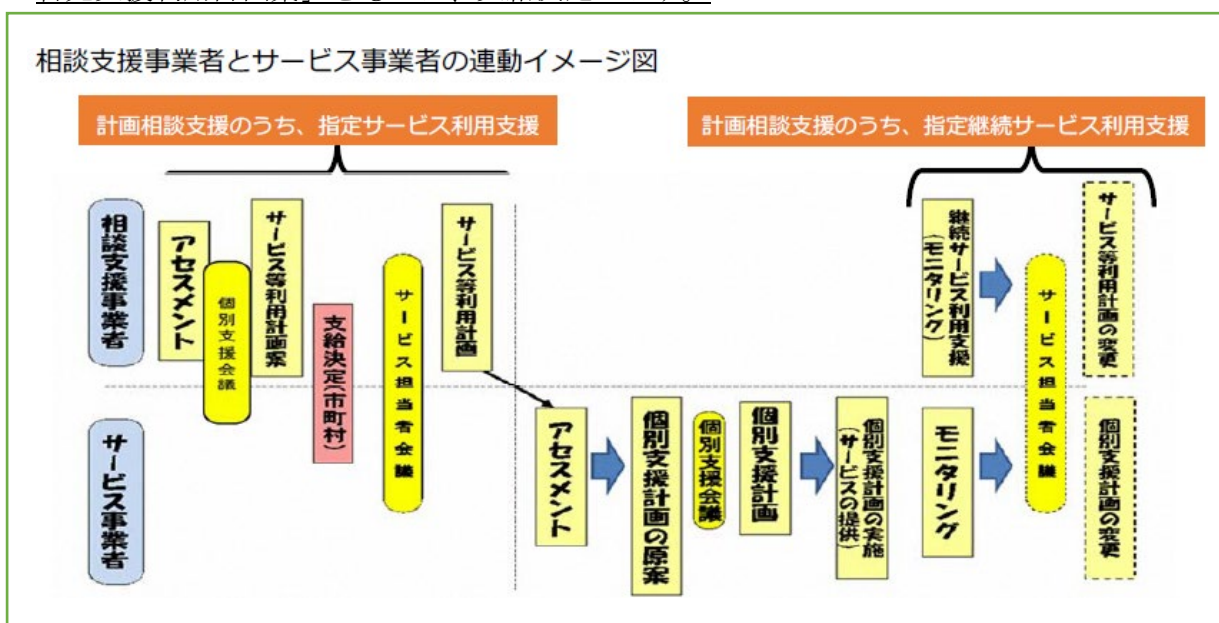 相談支援事業者とサービス事業者の連動イメージ図
計画相談支援のうち、指定サービス利用支援
計画相談支援のうち、指定継続サービス利用支援
相談支援事業者
アセスメント
個別支援会議
サービス等利用計画案
支給決定(市町村)
サービス担当者会議
サービス等利用計画
継続サービス利用支援
(モニタリング)
サービス担当者会議
サービス等利用計画の変更
サービス事業者
アセスメント
個別支援計画の原案
個別支援会議
個別支援計画
個別支援計画の実施
(サービスの提供)
モニタリング
個別支援計画の変更